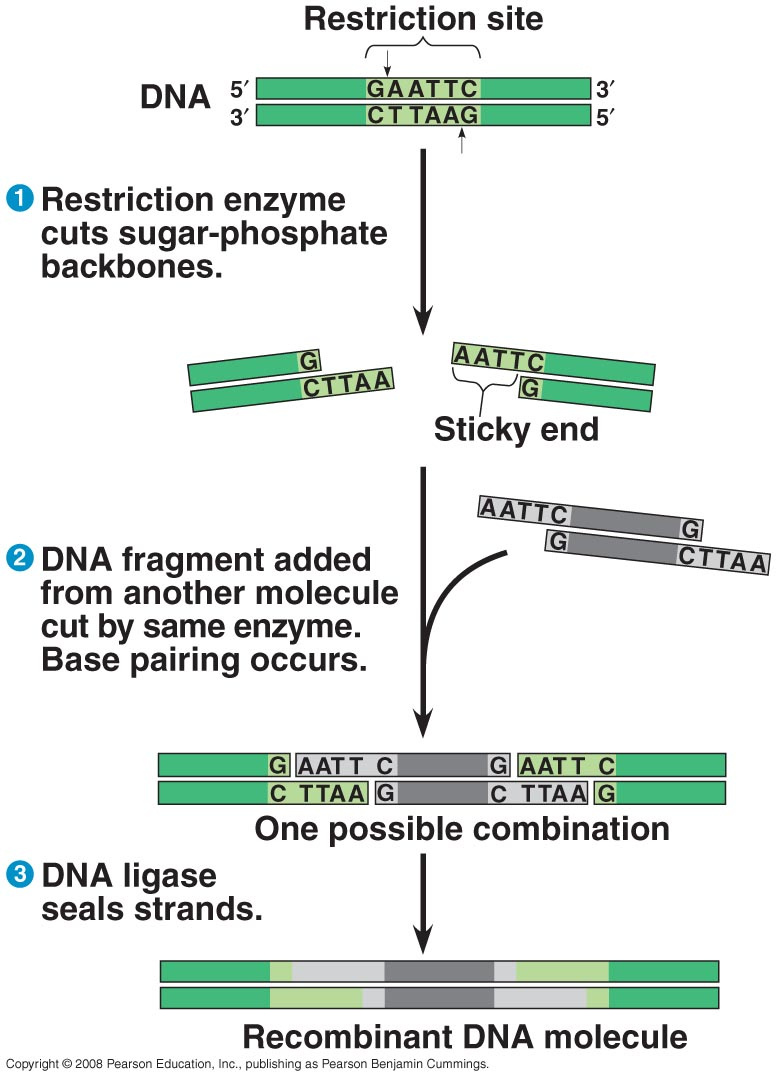 Restriction site
DNA 5′ GAATTC 3′
3′ CTTAAG 5′
1 Restriction enzyme
cuts sugar-phosphate
backbones.
G
CTTAA
AATTC
G
Sticky end
AATTC G
G CTTAA
2 DNA fragment added
from another molecule
cut by same enzyme.
Base pairing occurs.
G AATT C G AATT C
C TTAA G C TTAA G
One possible combination
3 DNA ligase
seals strands.
Recombinant DNA molecule
Copyright © 2008 Pearson Education, Inc., publishing as Pearson Benjamin Cummings.